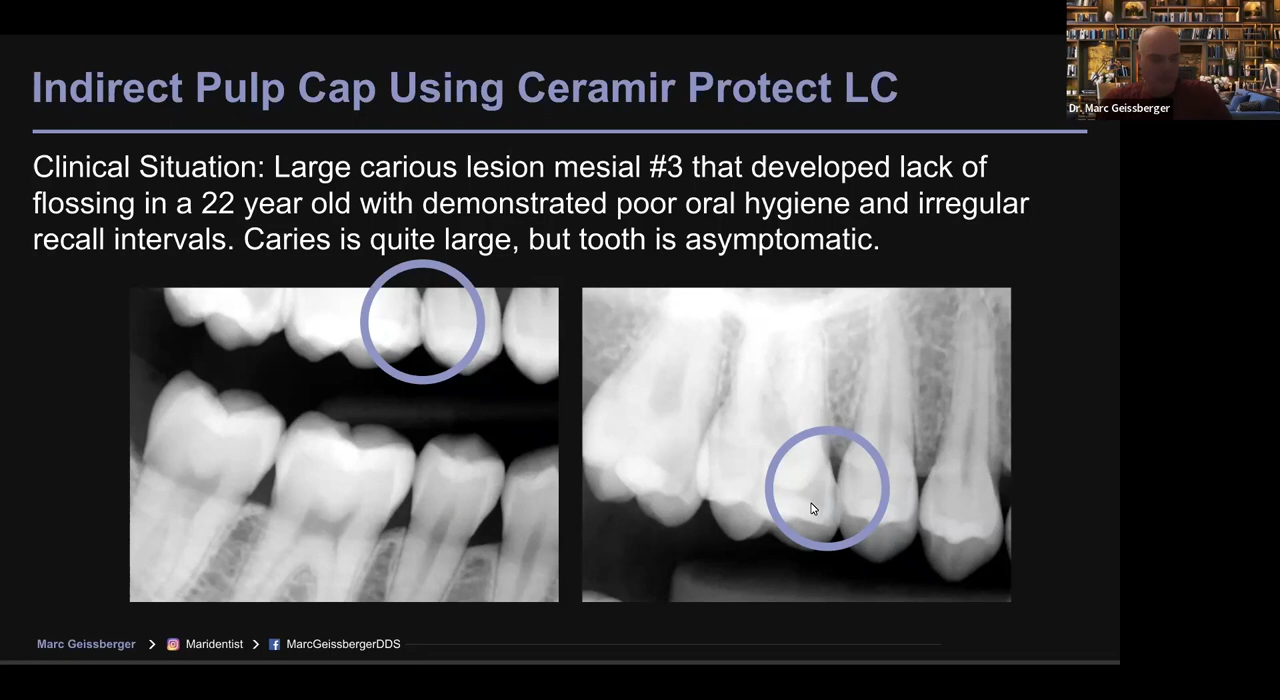 Indirect Pulp Cap Using Ceramir Protect LC
Dr. Marc Geissberger
Clinical Situation: Large carious lesion mesial #3 that developed lack of
flossing in a 22 year old with demonstrated poor oral hygiene and irregular
recall intervals. Caries is quite large, but tooth is asymptomatic.
Marc Geissberger > Maridentist > MarcGeissbergerDDS